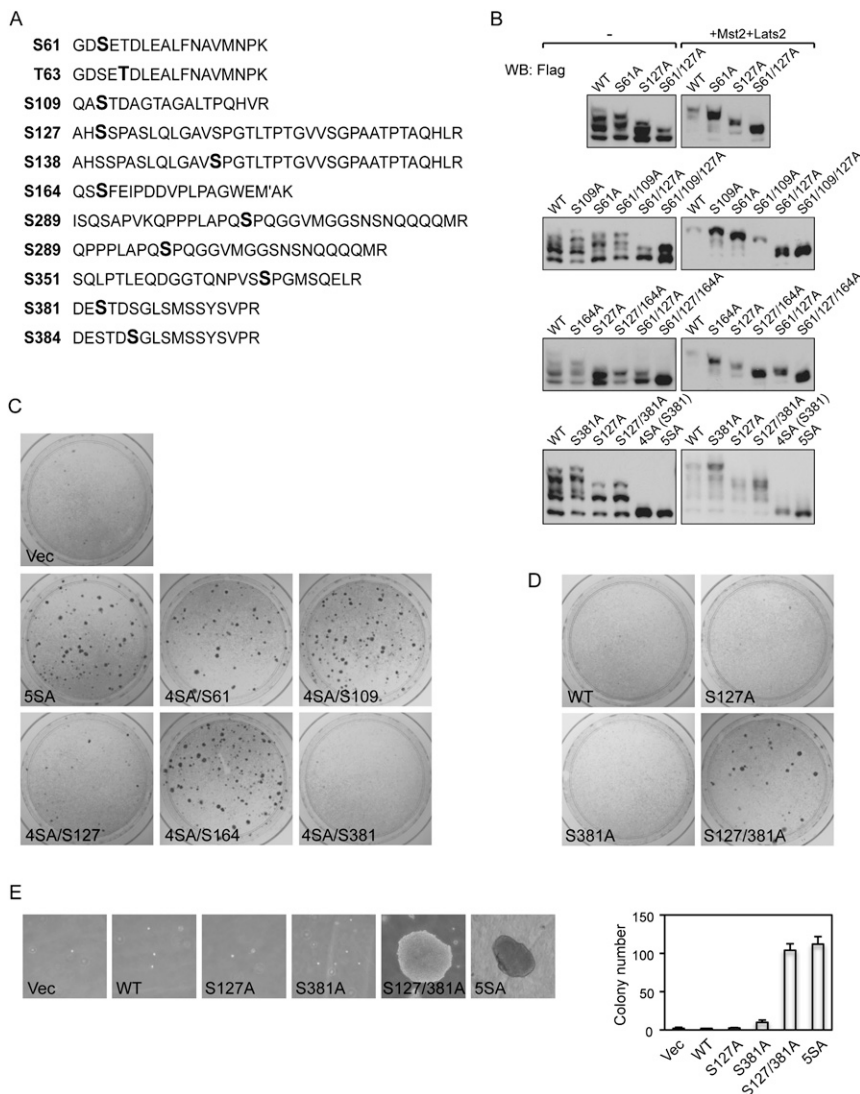 A
S61 GDSETDLEALFNAVMNPK
T63 GDSETDLEALFNAVMNPK
S109 QASTDAGTAGALTPQHVR
S127 AHSSPASLQLGAVSPGTLTPTGVVSGPAATPTAQHLR
S138 AHSSPASLQLGAVSPGTLTPTGVVSGPAATPTAQHLR
S164 QSSFEIPDDVPLPAGWEM'AK
S289 ISQSAPVKQPPPLAPQSPQGGVMGGSNSNQQQQMR
S289 QPPPLAPQSPQGGVMGGSNSNQQQQMR
S351 SQLPTLEQDGGTQNPVSSPGMSQELR
S381 DESTDSGLSMSSYSVPR
S384 DESTDSGLSMSSYSVPR
B
- +Mst2+Lats2
WB: Flag
WT S61A S127A S61/127A WT S61A S127A S61/127A
WT S109A S61A S61/109A S61/127A S61/109/127A WT S109A S61A S61/109A S61/127A S61/109/127A
WT S164A S127A S127/164A S61/127A S61/127/164A WT S164A S127A S127/164A S61/127A S61/127/164A
WT S381A S127A S127/381A 4SA (S381) 5SA WT S381A S127A S127/381A 4SA (S381) 5SA
C
Vec
5SA 4SA/S61 4SA/S109
4SA/S127 4SA/S164 4SA/S381
D
WT S127A
S381A S127/381A
E
Vec WT S127A S381A S127/381A 5SA
Colony number
150
100
50
0
Vec WT S127A S381A S127/381A 5SA